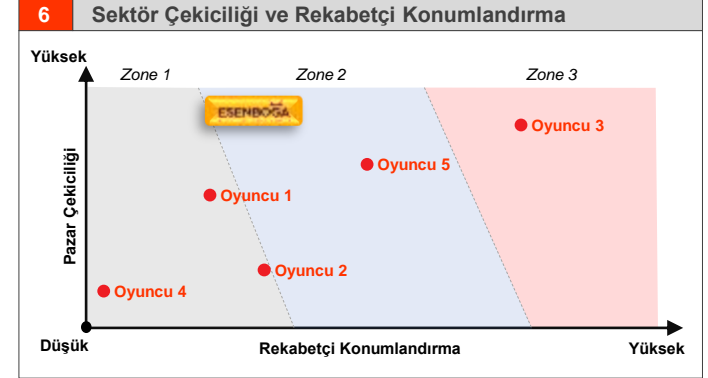 6 Sektör Çekiciliği ve Rekabetçi Konumlandırma
Yüksek
Zone 1 Zone 2 Zone 3
ESENBOĞA
Oyuncu 3
Oyuncu 5
Pazar Çekiciliği
Oyuncu 1
Oyuncu 2
Oyuncu 4
Düşük Rekabetçi Konumlandırma Yüksek